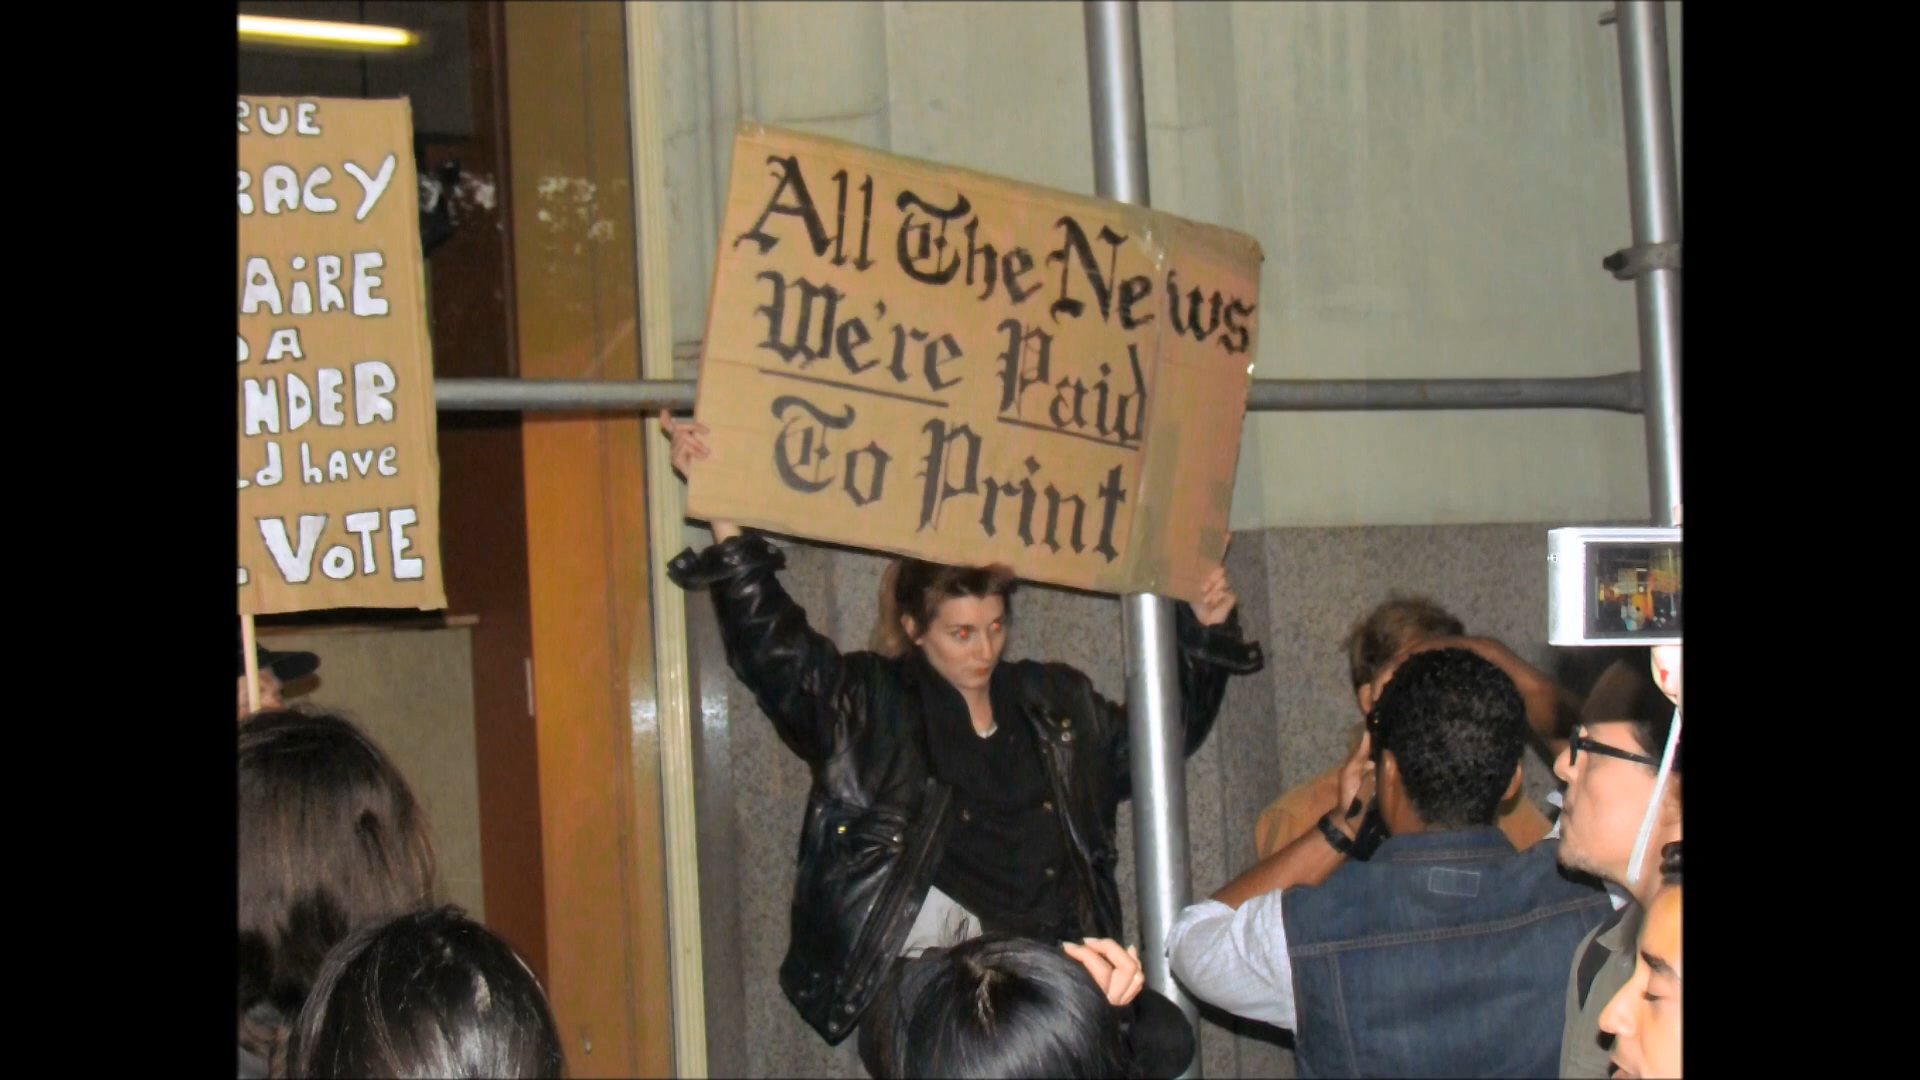 RUE
RACY
AIRE
A
NDER
d have
VOTE
All The News
We're Paid
To Print